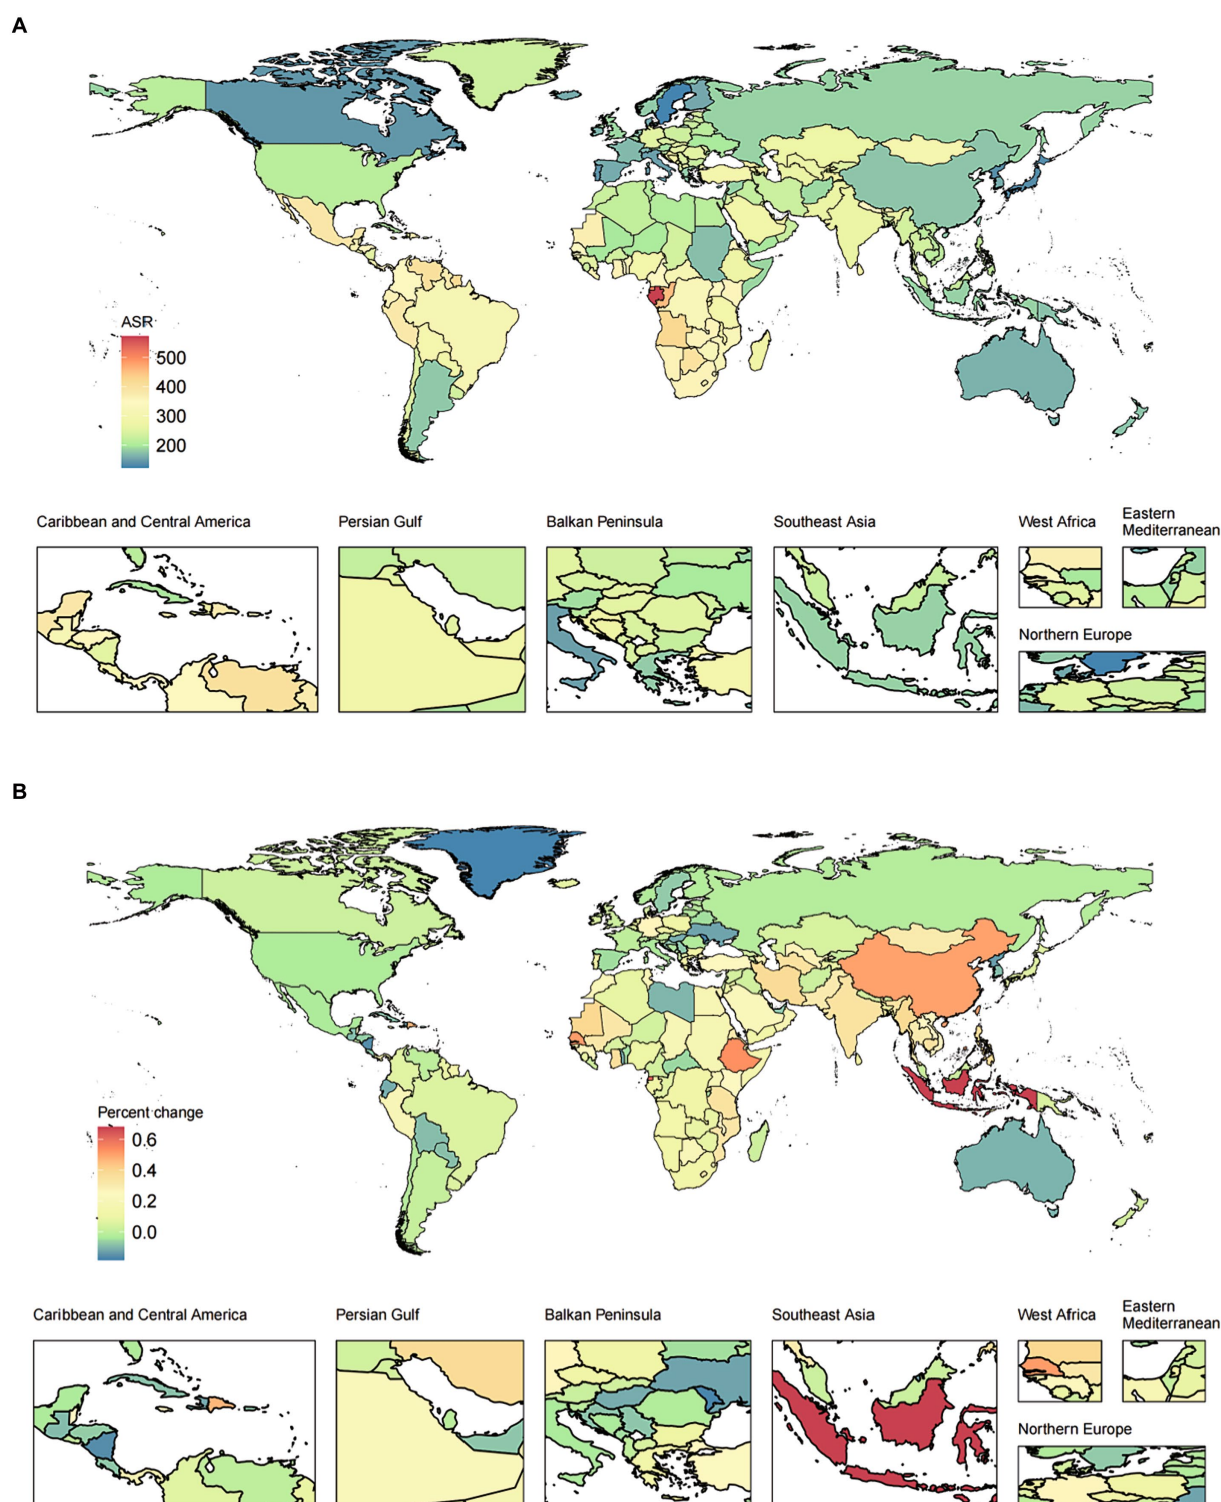 A
ASR
500
400
300
200
Caribbean and Central America
Persian Gulf
Balkan Peninsula
Southeast Asia
West Africa
Eastern
Mediterranean
Northern Europe
B
Percent change
0.6
0.4
0.2
0.0
Caribbean and Central America
Persian Gulf
Balkan Peninsula
Southeast Asia
West Africa
Eastern
Mediterranean
Northern Europe